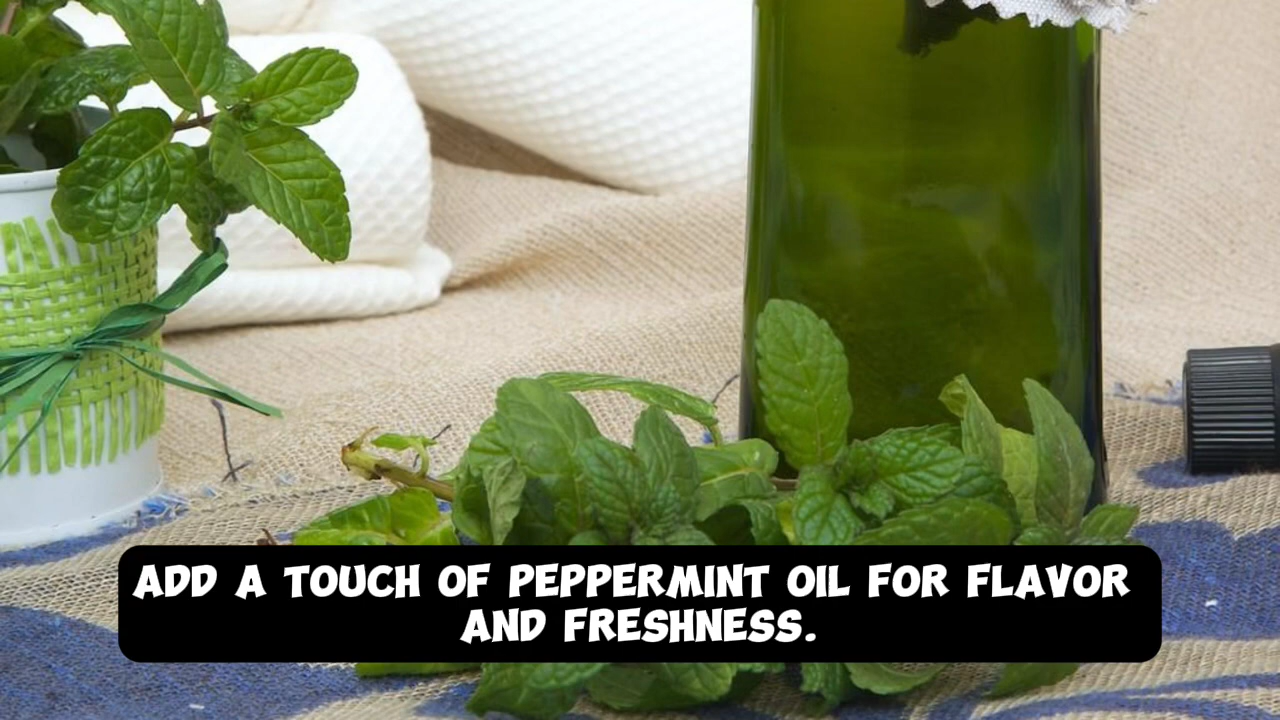 ADD A TOUCH OF PEPPERMINT OIL FOR FLAVOR
AND FRESHNESS.